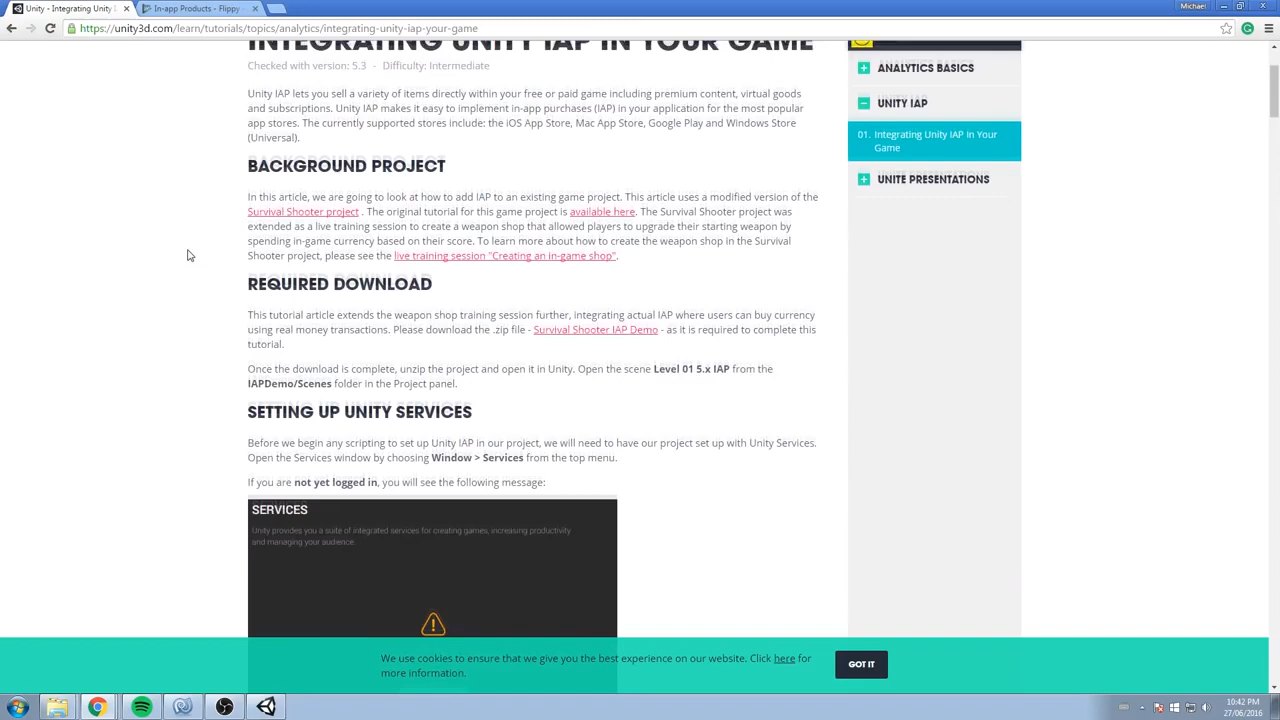 Unity - Integrating Unity I
In-app Products - Flippy
Michael
https://unity3d.com/learn/tutorials/topics/analytics/integrating-unity-iap-your-game
INTEGRATING UNITY IAP IN YOUR GAME
Checked with version: 5.3 - Difficulty: Intermediate
Unity IAP lets you sell a variety of items directly within your free or paid game including premium content, virtual goods
and subscriptions. Unity IAP makes it easy to implement in-app purchases (IAP) in your application for the most popular
app stores. The currently supported stores include: the iOS App Store, Mac App Store, Google Play and Windows Store
(Universal).
BACKGROUND PROJECT
In this article, we are going to look at how to add IAP to an existing game project. This article uses a modified version of the
Survival Shooter project . The original tutorial for this game project is available here. The Survival Shooter project was
extended as a live training session to create a weapon shop that allowed players to upgrade their starting weapon by
spending in-game currency based on their score. To learn more about how to create the weapon shop in the Survival
Shooter project, please see the live training session "Creating an in-game shop".
REQUIRED DOWNLOAD
This tutorial article extends the weapon shop training session further, integrating actual IAP where users can buy currency
using real money transactions. Please download the .zip file - Survival Shooter IAP Demo - as it is required to complete this
tutorial.
Once the download is complete, unzip the project and open it in Unity. Open the scene Level 01 5.x IAP from the
IAPDemo/Scenes folder in the Project panel.
SETTING UP UNITY SERVICES
Before we begin any scripting to set up Unity IAP in our project, we will need to have our project set up with Unity Services.
Open the Services window by choosing Window > Services from the top menu.
If you are not yet logged in, you will see the following message:
SERVICES
Unity provides you a suite of integrated services for creating games, increasing productivity
and managing your audience.
ANALYTICS BASICS
UNITY IAP
01. Integrating Unity IAP In Your
Game
UNITE PRESENTATIONS
We use cookies to ensure that we give you the best experience on our website. Click here for
more information.
GOT IT
10:42 PM
27/06/2016